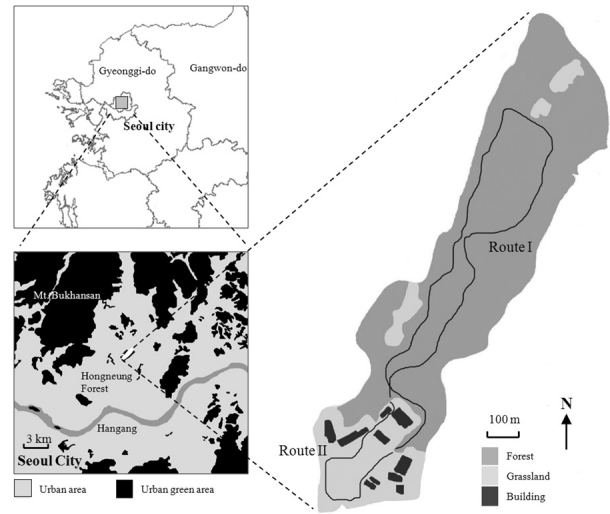 Gyeonggi-do
Gangwon-do
Seoul city
Mt. Bukhansan
Hongneung
Forest
Hangang
3 km
Seoul City
Urban area
Urban green area
Route I
Route II
100 m
N
Forest
Grassland
Building